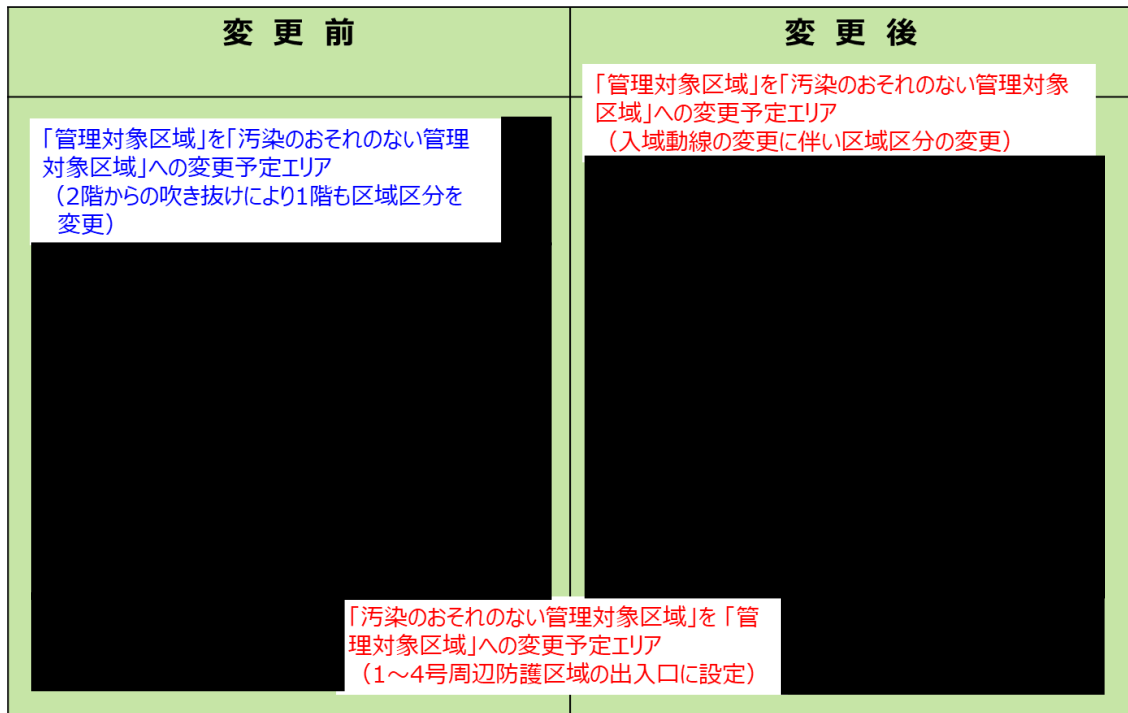 変更前
変更後
「管理対象区域」を「汚染のおそれのない管理
対象区域」への変更予定エリア
（2階からの吹き抜けにより1階も区域区分を
変更）
「管理対象区域」を「汚染のおそれのない管理対象
区域」への変更予定エリア
（入域動線の変更に伴い区域区分の変更）
「汚染のおそれのない管理対象区域」を「管
理対象区域」への変更予定エリア
（1～4号周辺防護区域の出入口に設定）